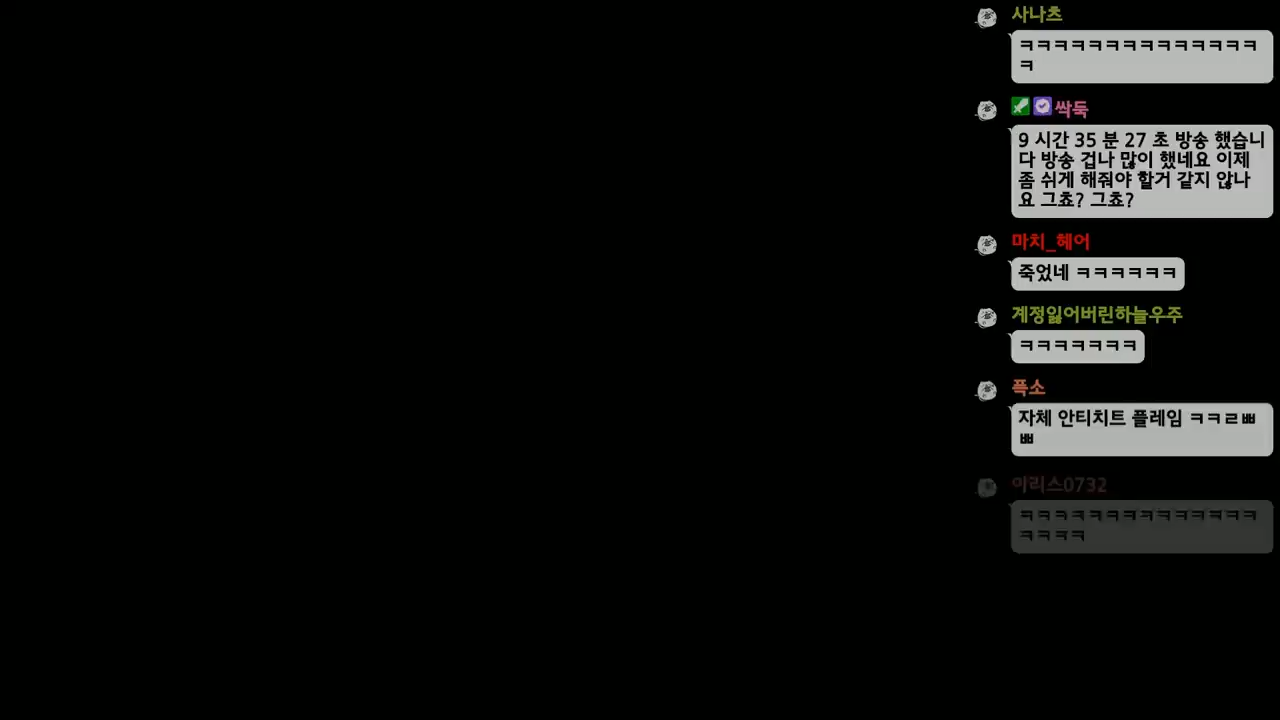 사나츠
ㅋㅋㅋㅋㅋㅋㅋㅋㅋㅋㅋㅋㅋㅋ
ㅋ
싹둑
9 시간 35 분 27 초 방송 했습니
다 방송 겁나 많이 했네요 이제
좀 쉬게 해줘야 할거 같지 않나
요 그쵸? 그쵸?
마치_헤어
죽었네 ㅋㅋㅋㅋㅋㅋ
계정잃어버린하늘우주
ㅋㅋㅋㅋㅋㅋㅋ
픅소
자체 안티치트 플레임 ㅋㅋㄹㅃ
ㅃ
이리스0732
ㅋㅋㅋㅋㅋㅋㅋㅋㅋㅋㅋㅋㅋㅋ
ㅋㅋㅋㅋ